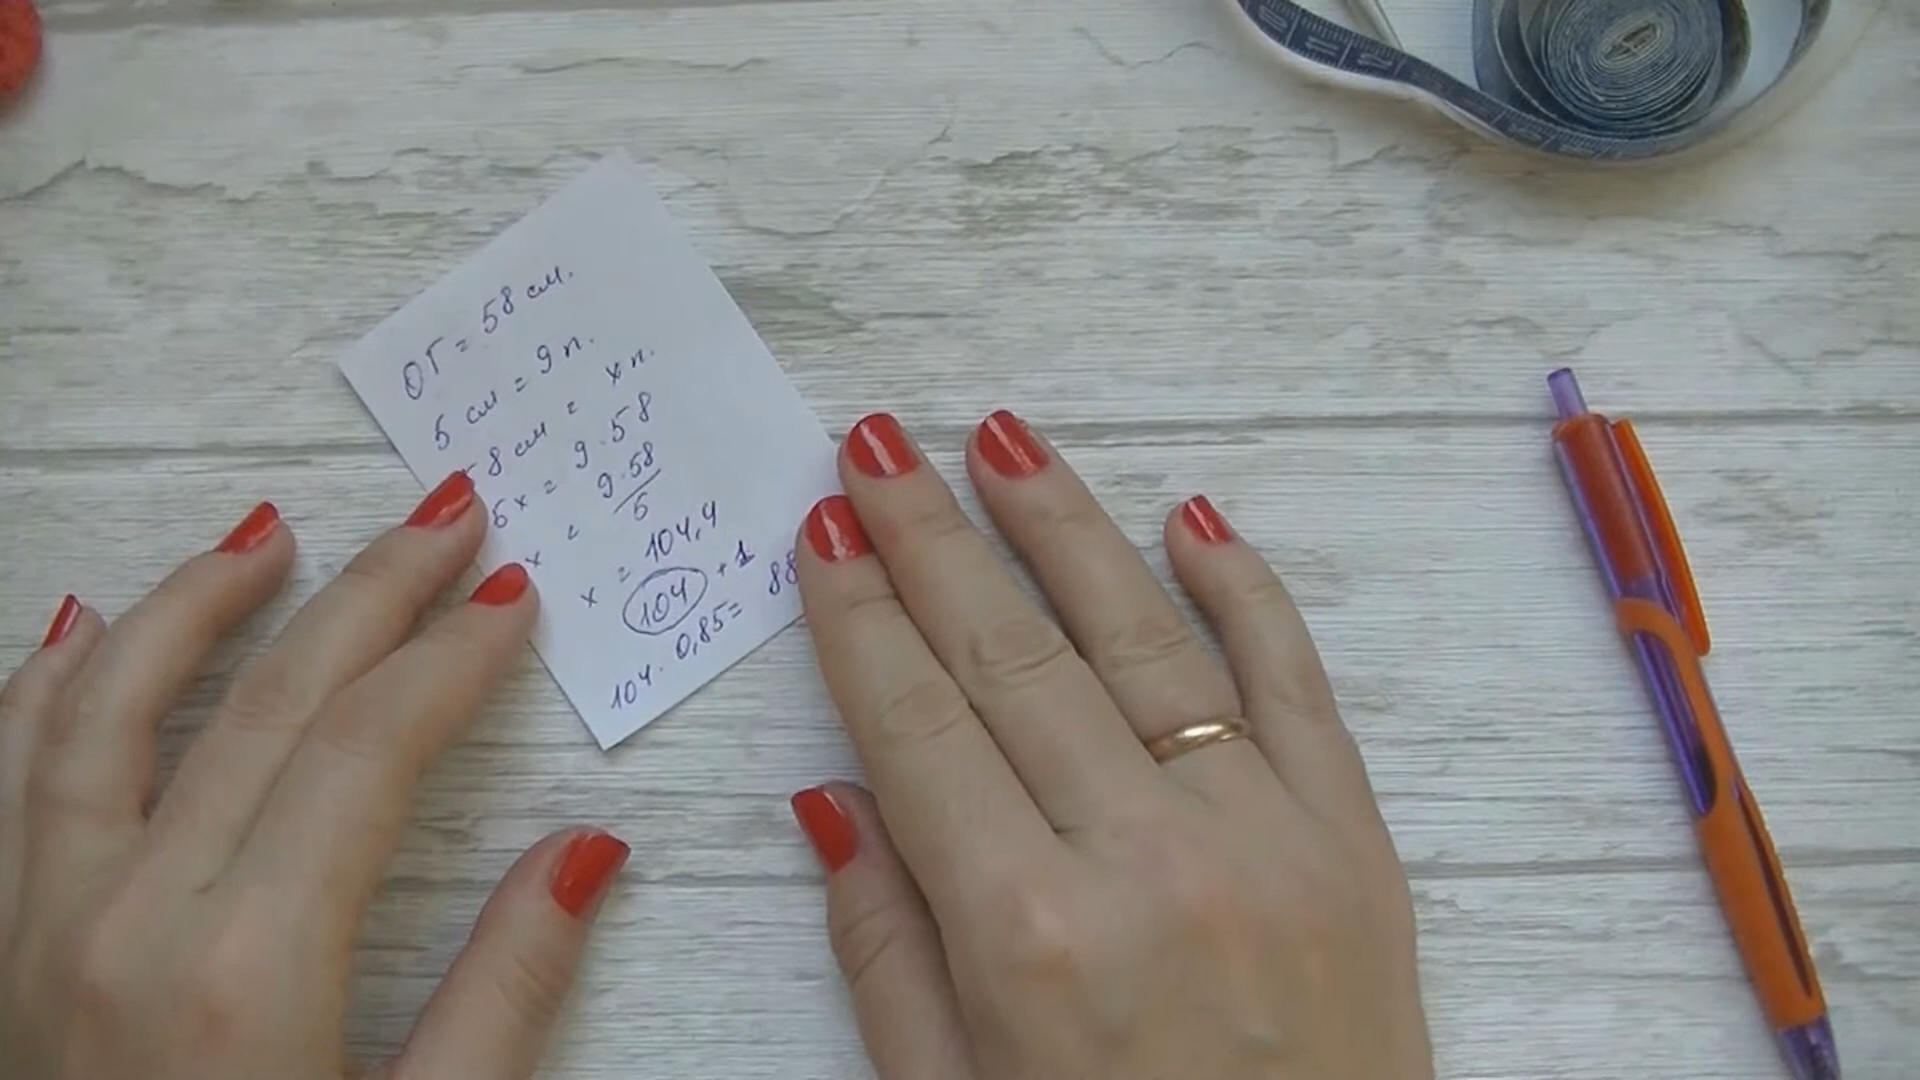 ОГ = 58 см.
5 см = 9 п.
8 см = х п.
5х = 9 · 58
х = 9·58/5
х = 104,4
104 + 1
104 · 0,85 = 88